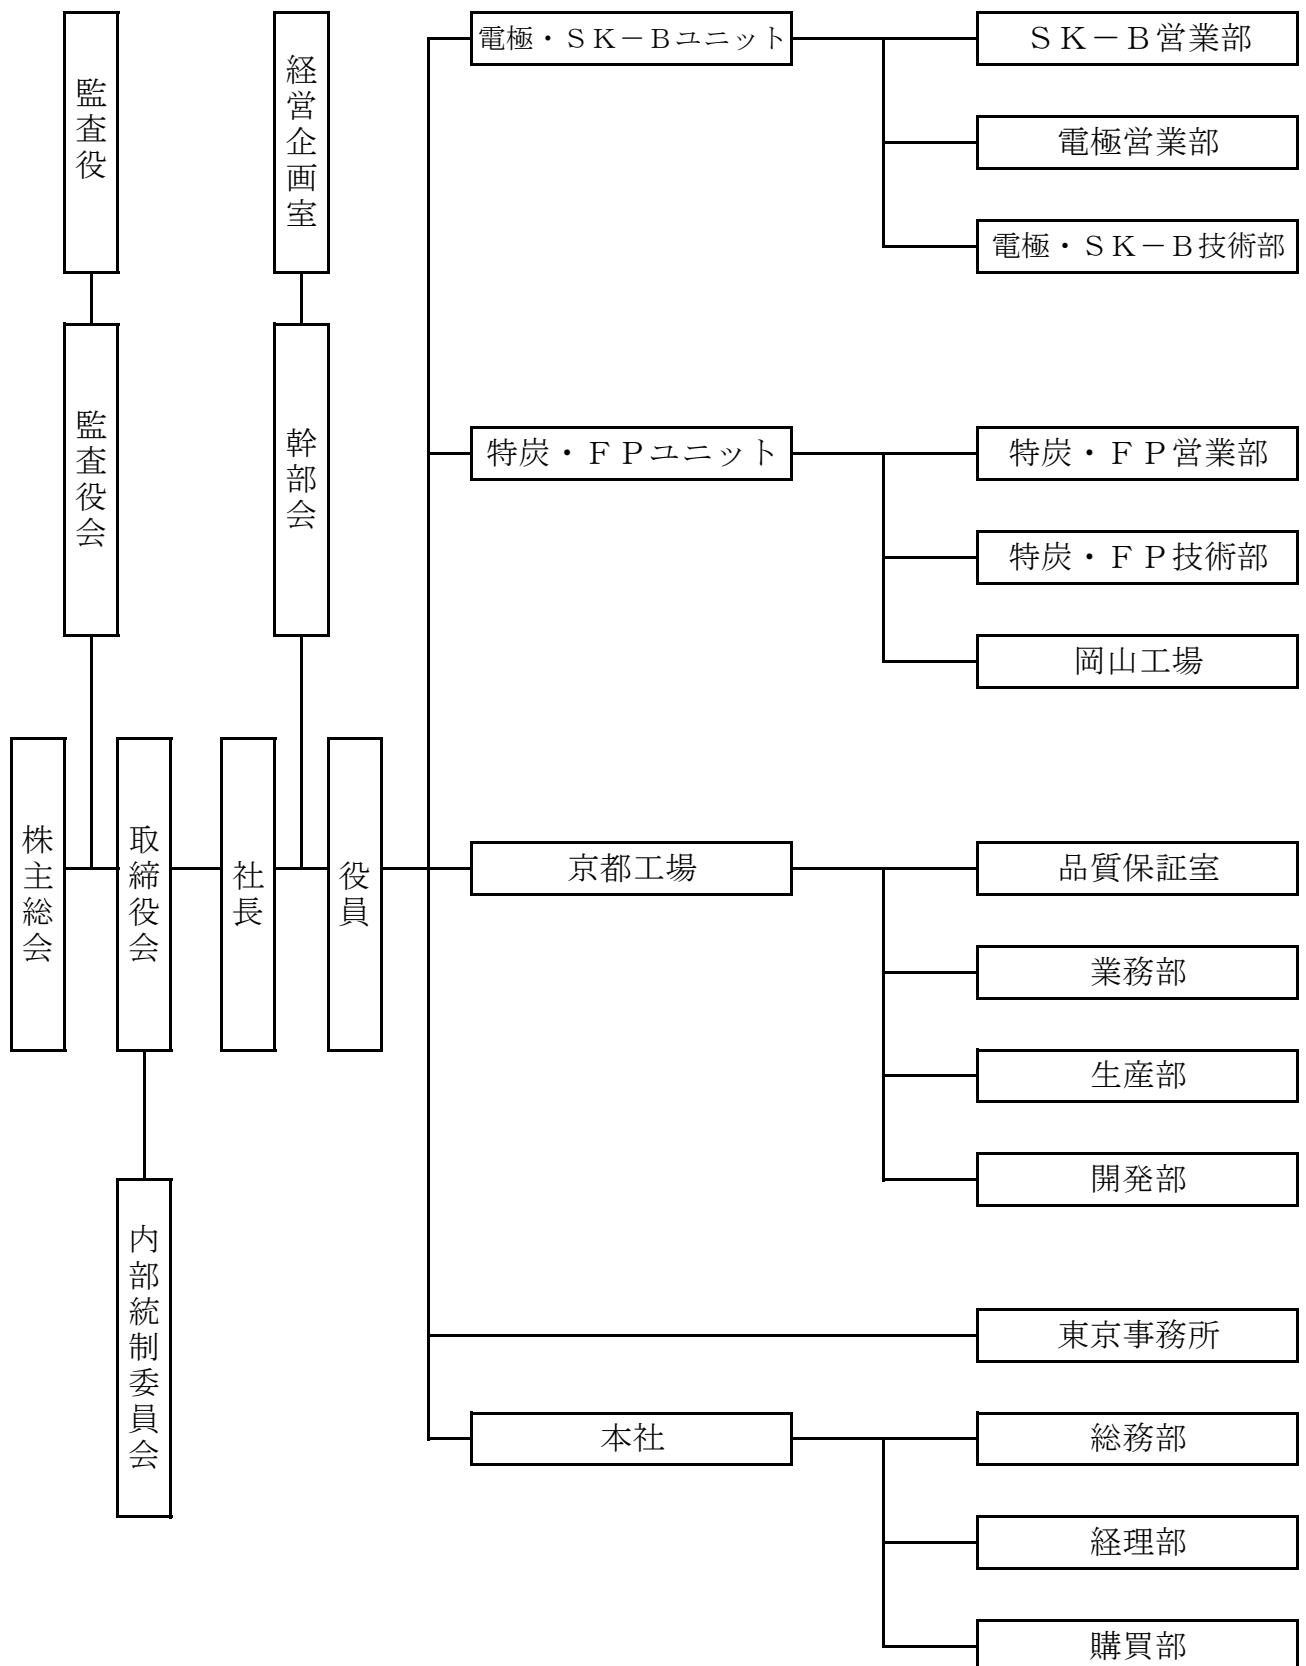 監査役
経営企画室
監査役会
幹部会
株主総会
取締役会
社長
役員
内部統制委員会
電極・ＳＫ－Ｂユニット
ＳＫ－Ｂ営業部
電極営業部
電極・ＳＫ－Ｂ技術部
特炭・ＦＰユニット
特炭・ＦＰ営業部
特炭・ＦＰ技術部
岡山工場
京都工場
品質保証室
業務部
生産部
開発部
東京事務所
本社
総務部
経理部
購買部